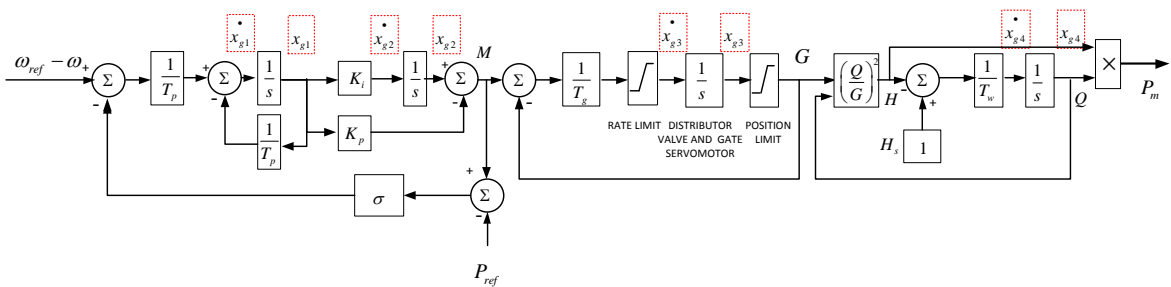 ẋ_g1 x_g1 ẋ_g2 x_g2 M ẋ_g3 x_g3 G ẋ_g4 x_g4
ω_ref − ω + Σ - 1/T_p + Σ - 1/s K_i 1/s + Σ - Σ - 1/T_g 1/s (Q/G)² H - Σ + 1/T_w 1/s Q × P_m
1/T_p K_p
RATE LIMIT DISTRIBUTOR POSITION
VALVE AND GATE LIMIT
SERVOMOTOR
H_s 1
σ + Σ -
P_ref